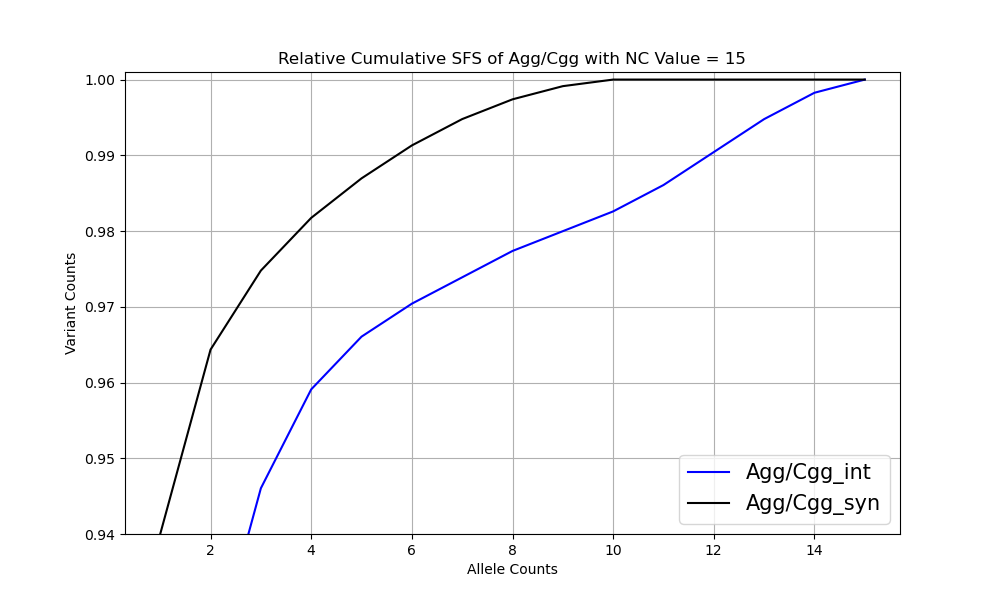 Relative Cumulative SFS of Agg/Cgg with NC Value = 15
Variant Counts
1.00
0.99
0.98
0.97
0.96
0.95
0.94
2 4 6 8 10 12 14
Allele Counts
Agg/Cgg_int
Agg/Cgg_syn